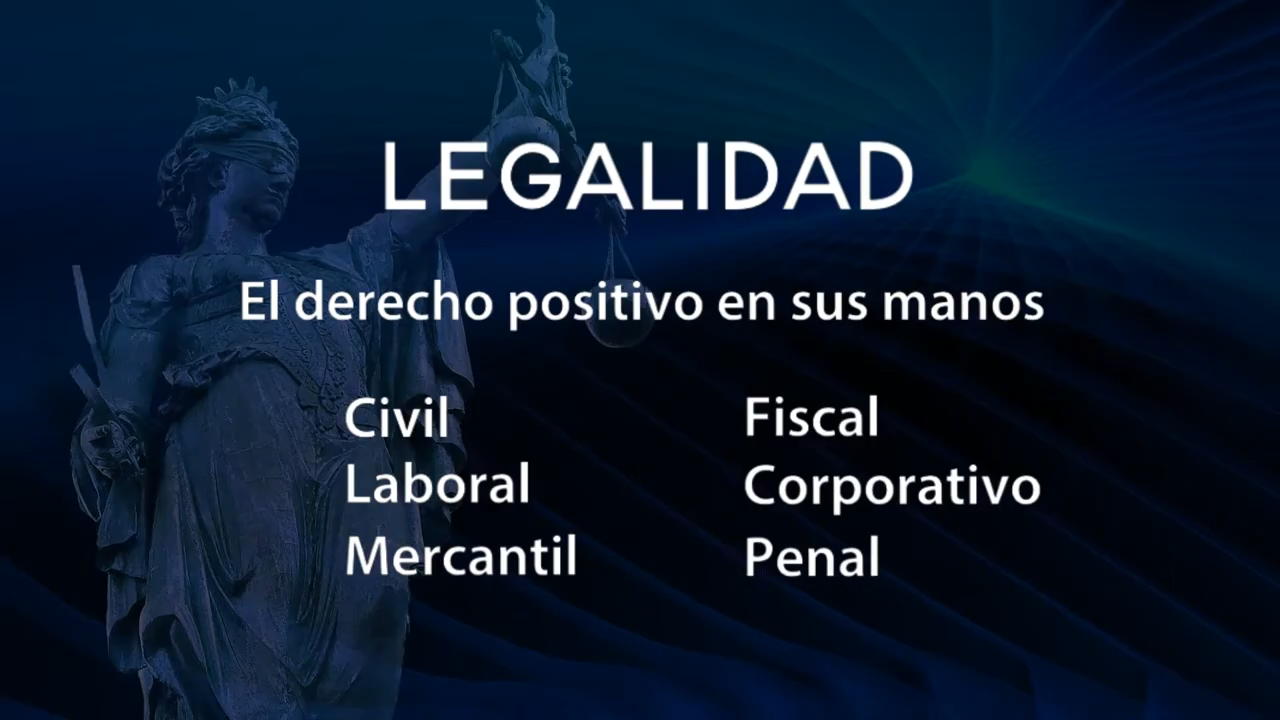 LEGALIDAD
El derecho positivo en sus manos
Civil
Laboral
Mercantil
Fiscal
Corporativo
Penal